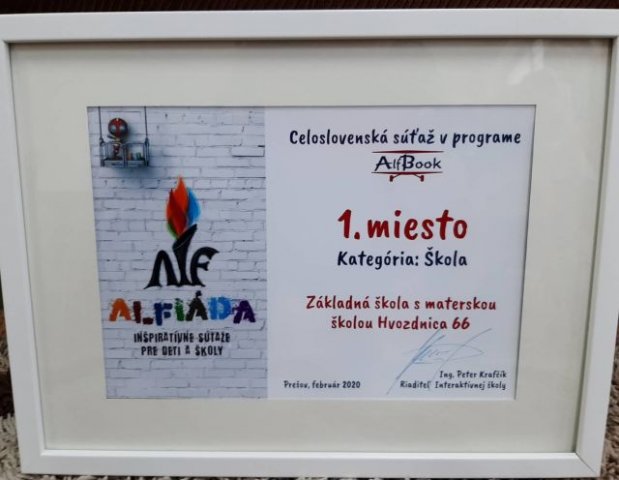 Celoslovenská súťaž v programe
AlfBook
1. miesto
Kategória: Škola
Základná škola s materskou
školou Hvozdnica 66
Ing. Peter Krafčík
Prešov, február 2020
Riaditeľ Interaktívnej školy
ALF
ALFIÁDA
INŠPIRATÍVNE SÚŤAŽE
PRE DETI A ŠKOLY